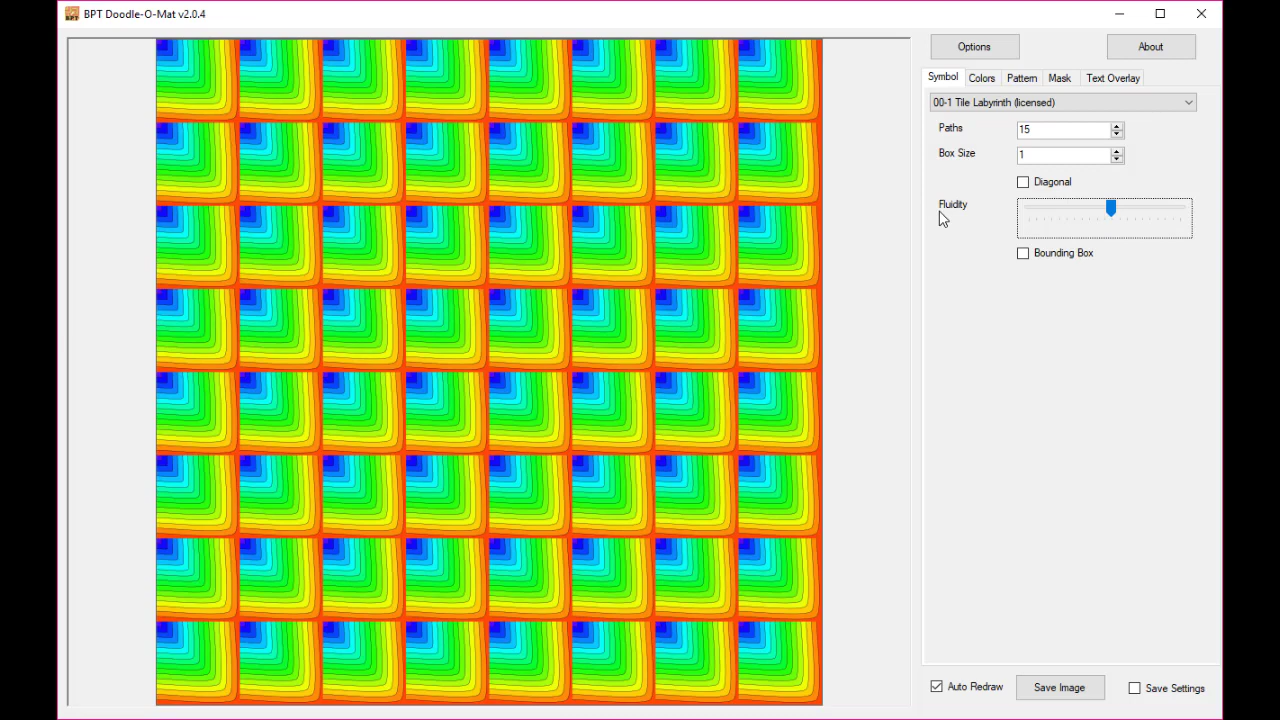 BPT Doodle-O-Mat v2.0.4
Options
About
Symbol
Colors
Pattern
Mask
Text Overlay
00-1 Tile Labyrinth (licensed)
Paths
15
Box Size
1
Diagonal
Fluidity
Bounding Box
Auto Redraw
Save Image
Save Settings